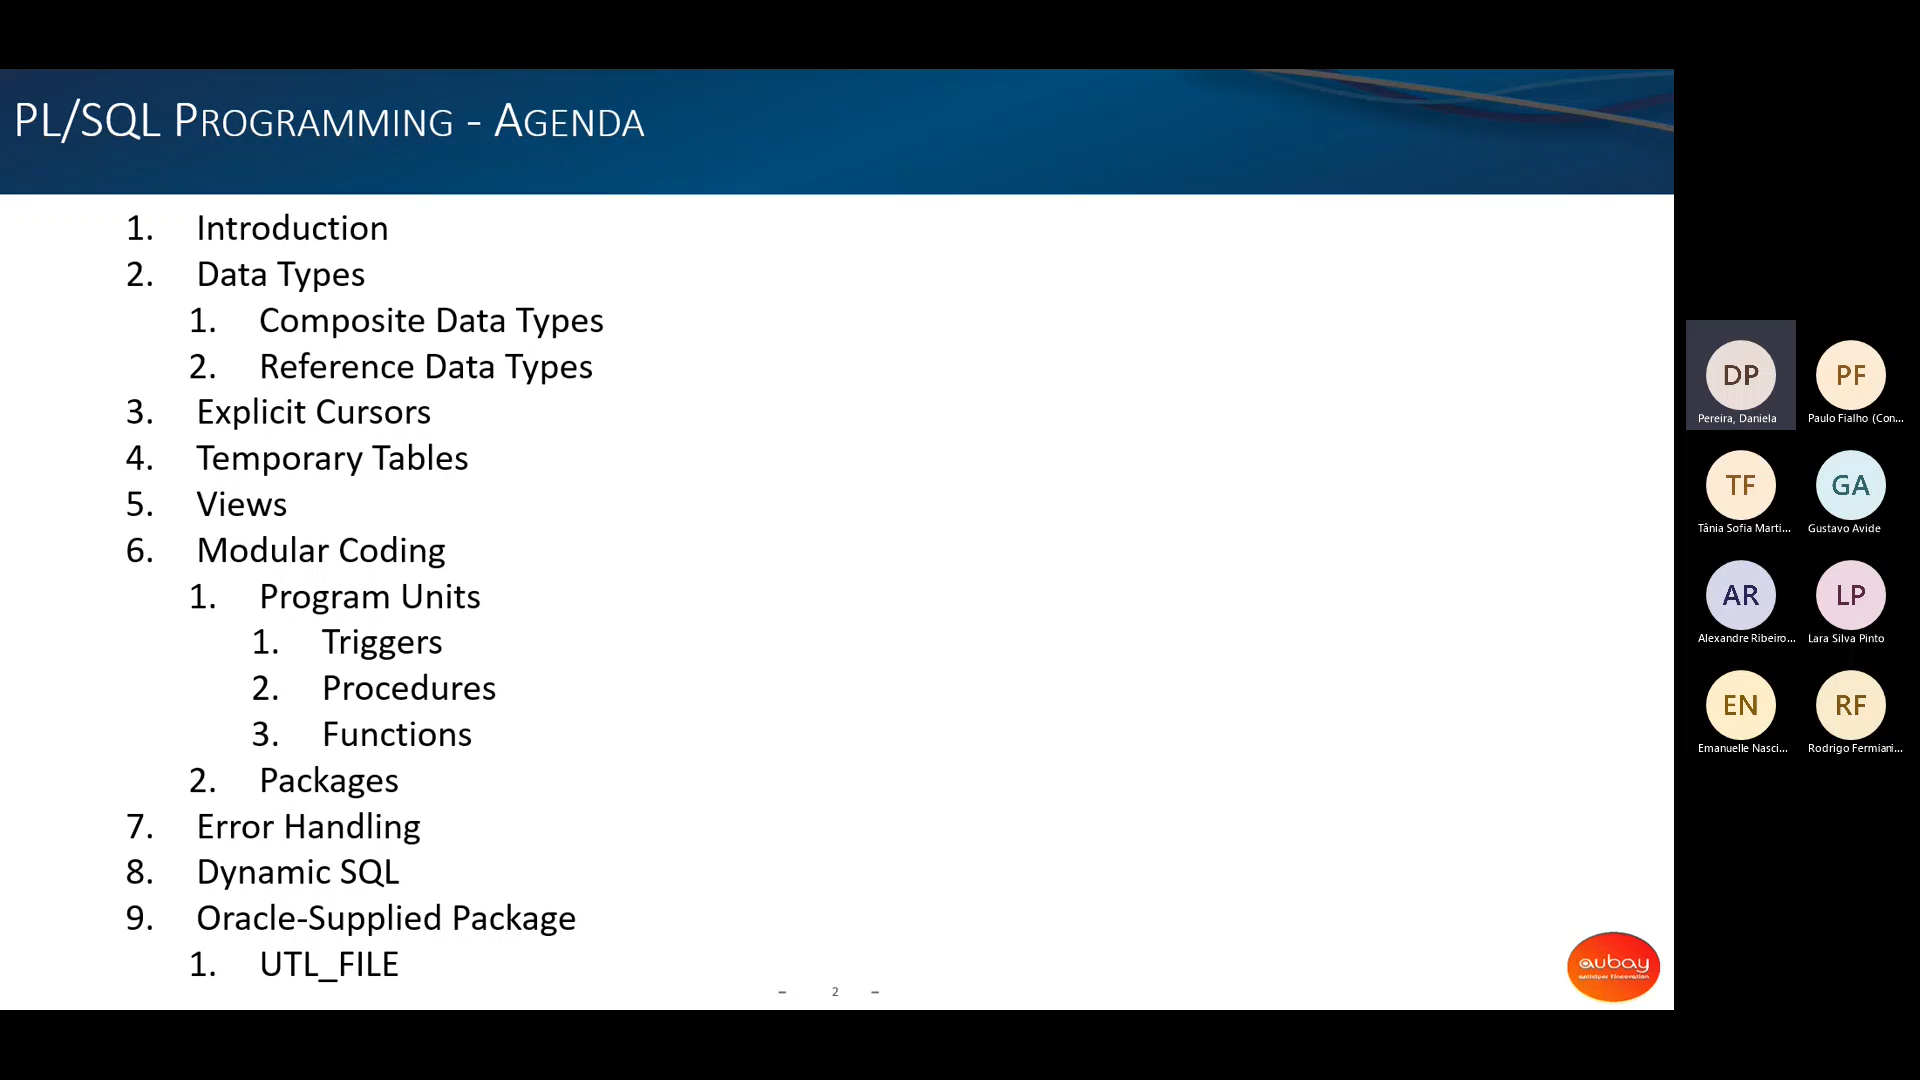 PL/SQL PROGRAMMING - AGENDA
1. Introduction
2. Data Types
1. Composite Data Types
2. Reference Data Types
3. Explicit Cursors
4. Temporary Tables
5. Views
6. Modular Coding
1. Program Units
1. Triggers
2. Procedures
3. Functions
2. Packages
7. Error Handling
8. Dynamic SQL
9. Oracle-Supplied Package
1. UTL_FILE
– 2 –
aubay
anticiper l'innovation
DP
Pereira, Daniela
PF
Paulo Fialho (Con...
TF
Tânia Sofia Marti...
GA
Gustavo Avide
AR
Alexandre Ribeiro...
LP
Lara Silva Pinto
EN
Emanuelle Nasci...
RF
Rodrigo Fermiani...